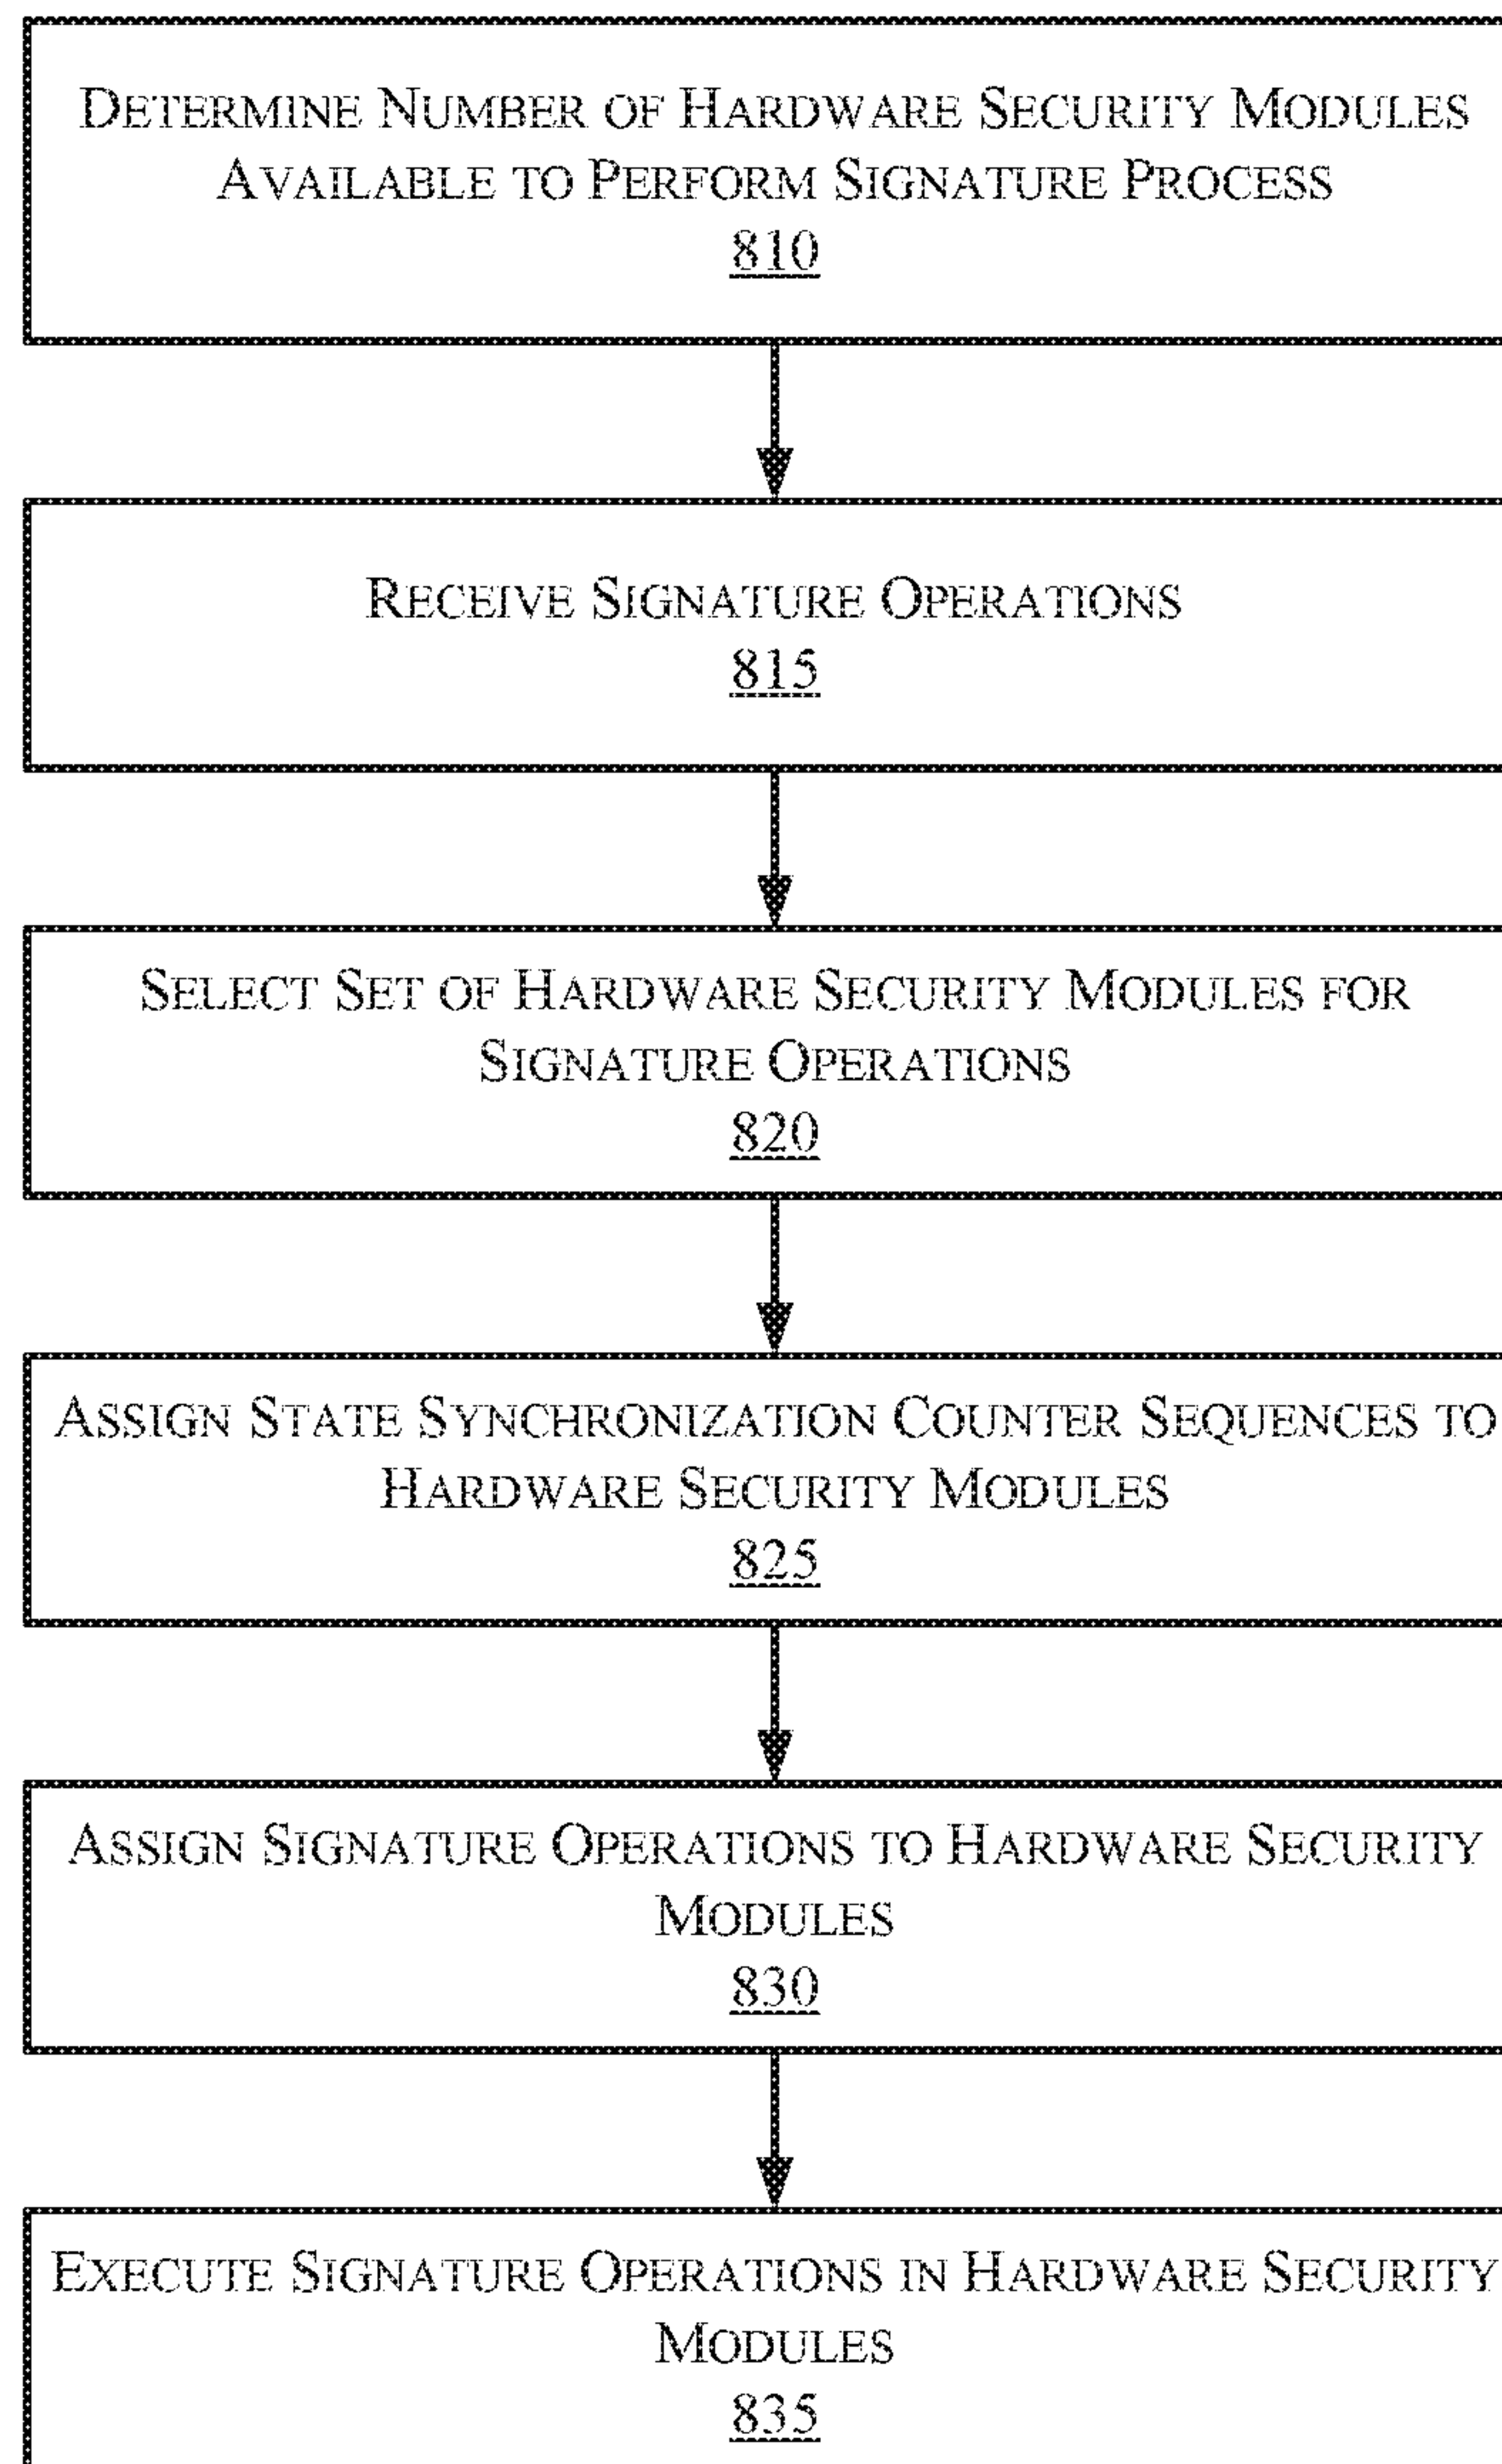 DETERMINE NUMBER OF HARDWARE SECURITY MODULES
AVAILABLE TO PERFORM SIGNATURE PROCESS
810
RECEIVE SIGNATURE OPERATIONS
815
SELECT SET OF HARDWARE SECURITY MODULES FOR
SIGNATURE OPERATIONS
820
ASSIGN STATE SYNCHRONIZATION COUNTER SEQUENCES TO
HARDWARE SECURITY MODULES
825
ASSIGN SIGNATURE OPERATIONS TO HARDWARE SECURITY
MODULES
830
EXECUTE SIGNATURE OPERATIONS IN HARDWARE SECURITY
MODULES
835